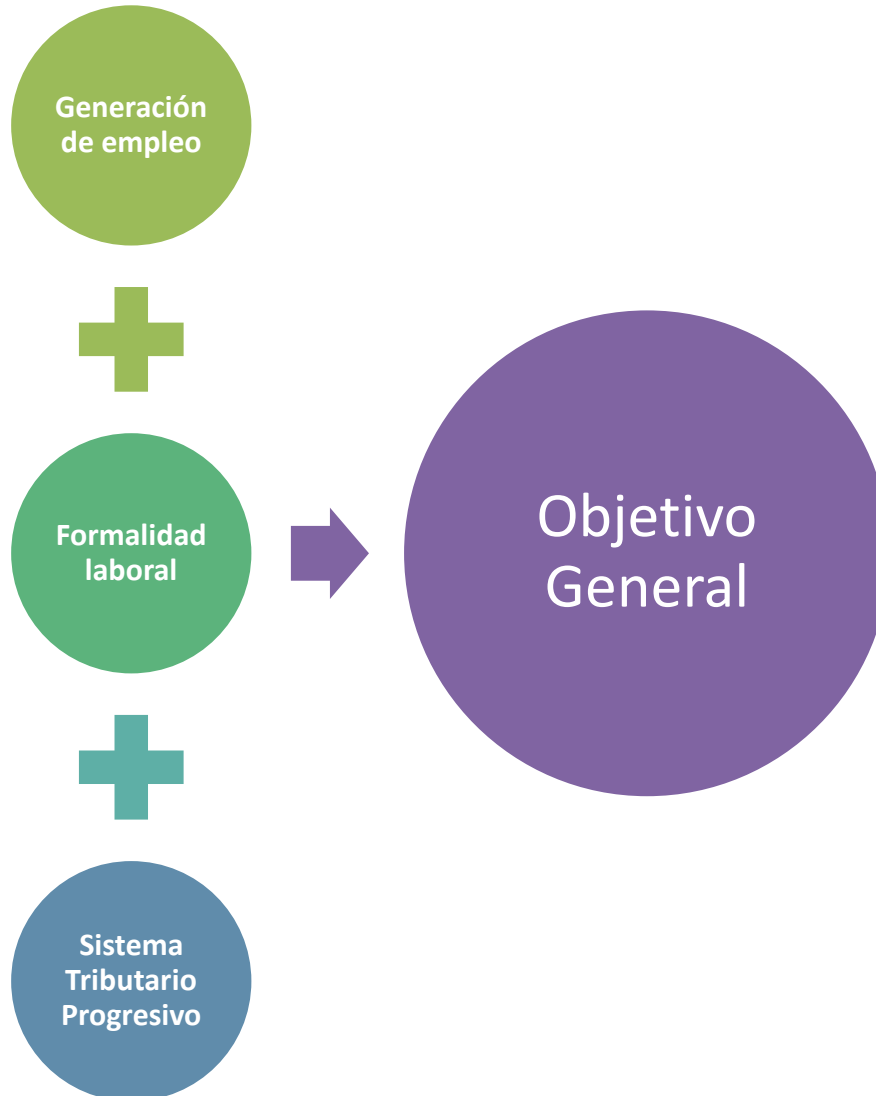 Generación
de empleo
Formalidad
laboral
Sistema
Tributario
Progresivo
Objetivo
General